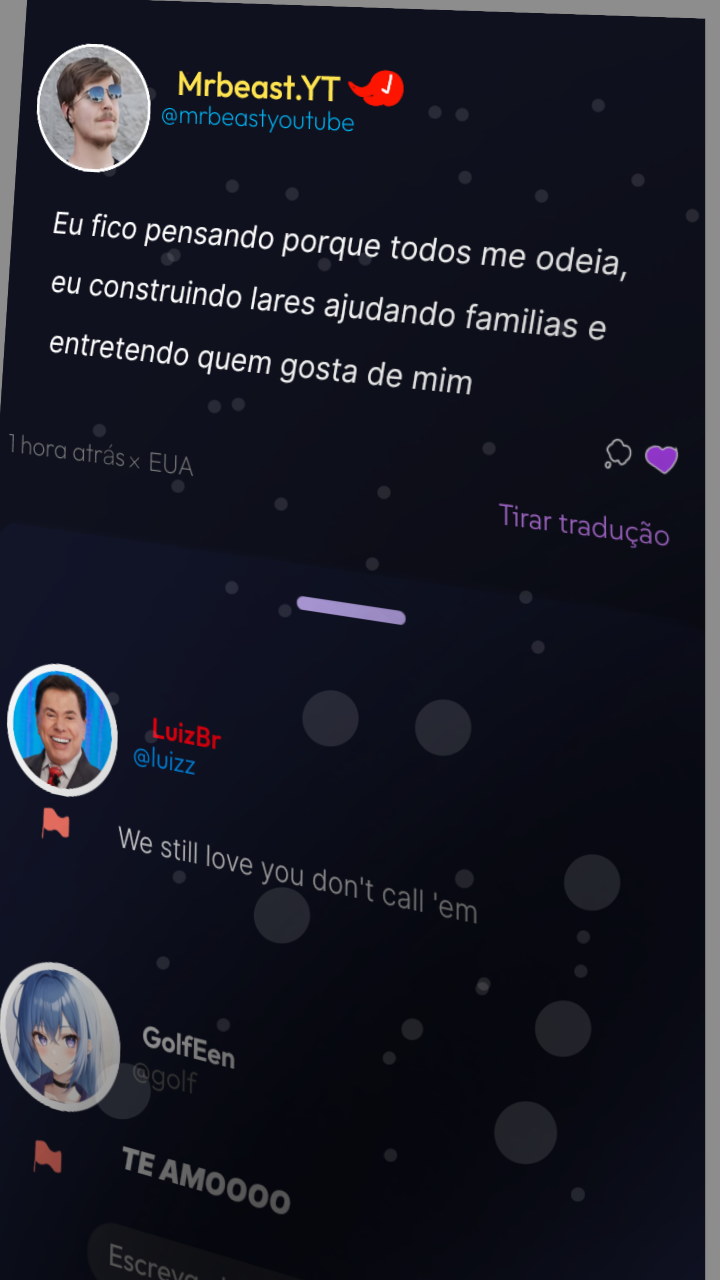 Mrbeast.YT
@mrbeastyoutube
Eu fico pensando porque todos me odeia,
eu construindo lares ajudando familias e
entretendo quem gosta de mim
1 hora atrás x EUA
Tirar tradução
LuizBr
@luizz
We still love you don't call 'em
GolfEen
@golf
TE AMOOOO
Escreva